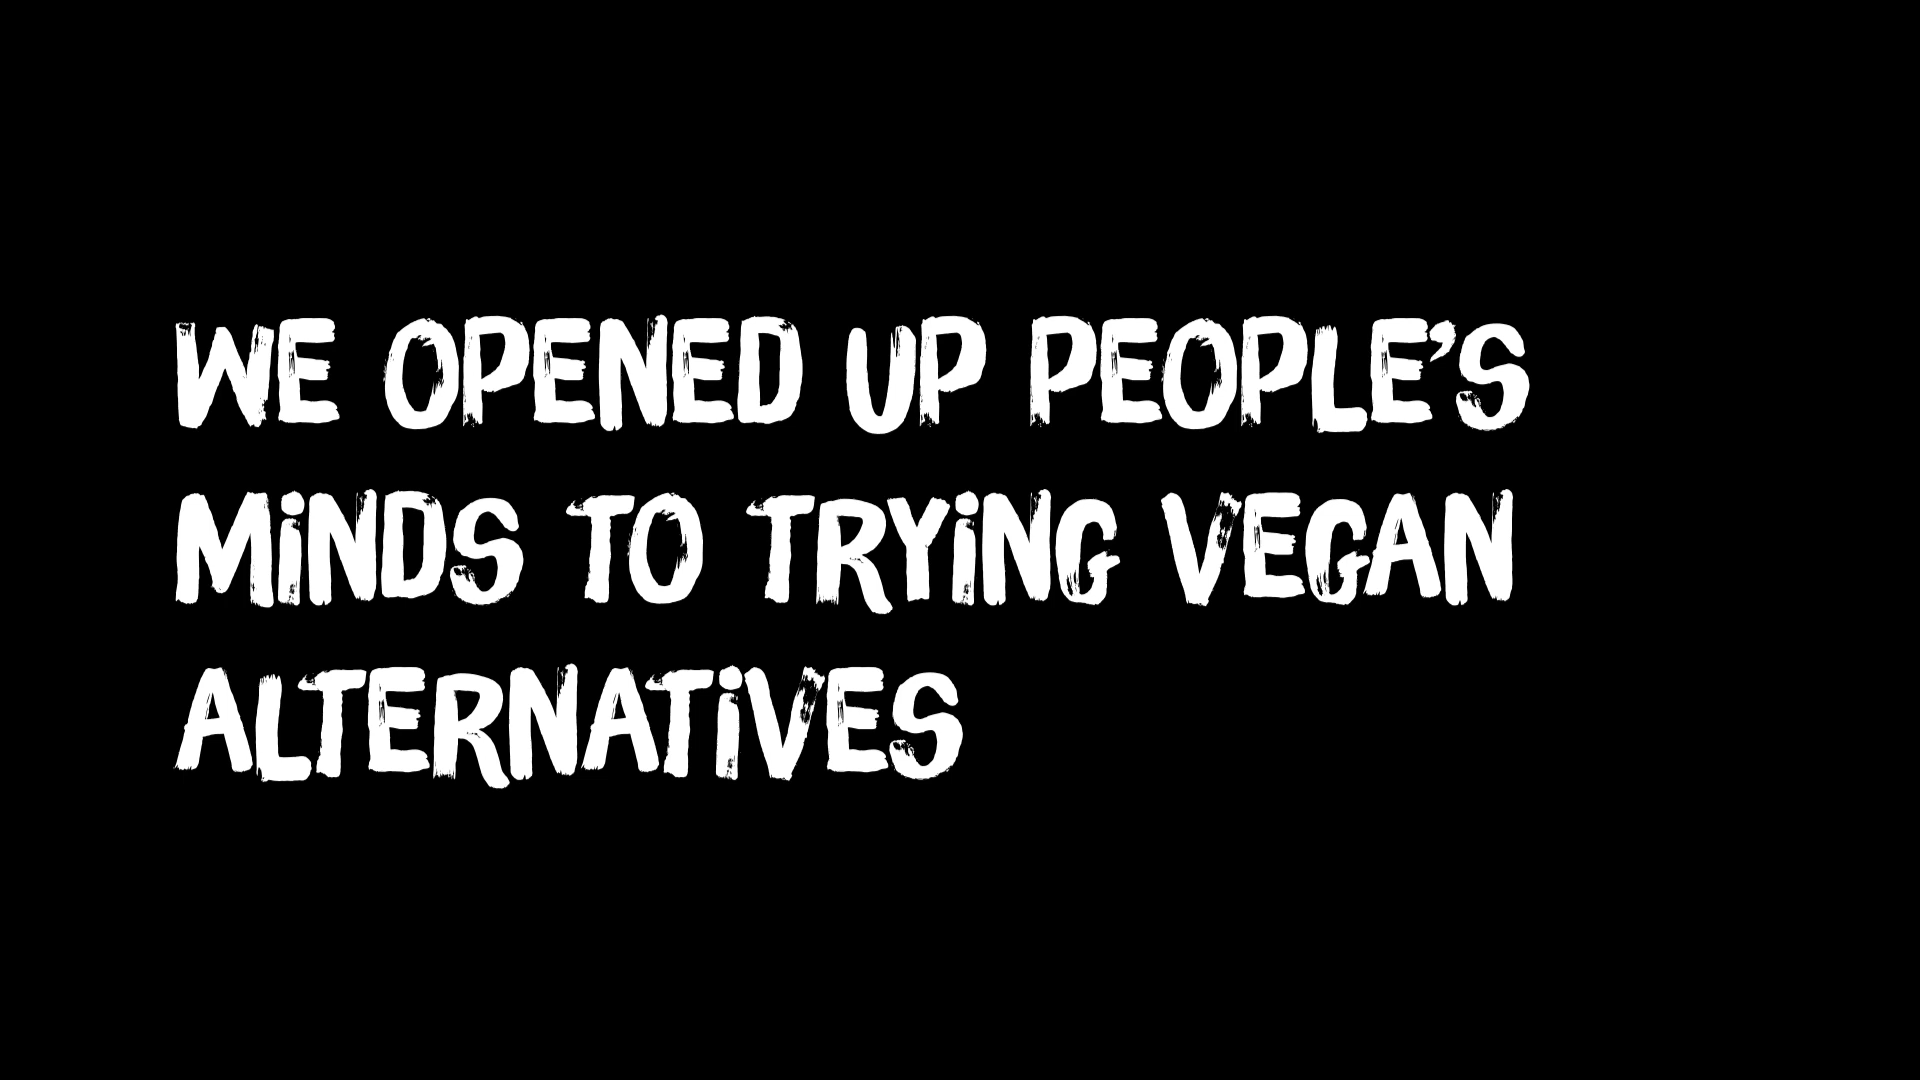 WE OPENED UP PEOPLE’S
MiNDS TO TRYiNG VEGAN
ALTERNATiVES